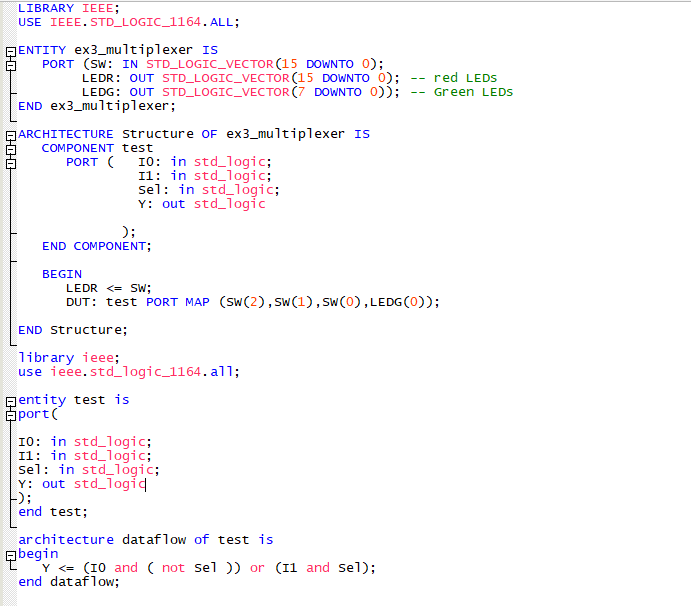 LIBRARY IEEE;
USE IEEE.STD_LOGIC_1164.ALL;
ENTITY ex3_multiplexer IS
PORT (SW: IN STD_LOGIC_VECTOR(15 DOWNTO 0);
LEDR: OUT STD_LOGIC_VECTOR(15 DOWNTO 0); -- red LEDs
LEDG: OUT STD_LOGIC_VECTOR(7 DOWNTO 0)); -- Green LEDs
END ex3_multiplexer;
ARCHITECTURE Structure OF ex3_multiplexer IS
COMPONENT test
PORT ( I0: in std_logic;
I1: in std_logic;
Sel: in std_logic;
Y: out std_logic
);
END COMPONENT;
BEGIN
LEDR <= SW;
DUT: test PORT MAP (SW(2),SW(1),SW(0),LEDG(0));
END Structure;
library ieee;
use ieee.std_logic_1164.all;
entity test is
port(
I0: in std_logic;
I1: in std_logic;
Sel: in std_logic;
Y: out std_logic
);
end test;
architecture dataflow of test is
begin
Y <= (I0 and ( not Sel )) or (I1 and Sel);
end dataflow;